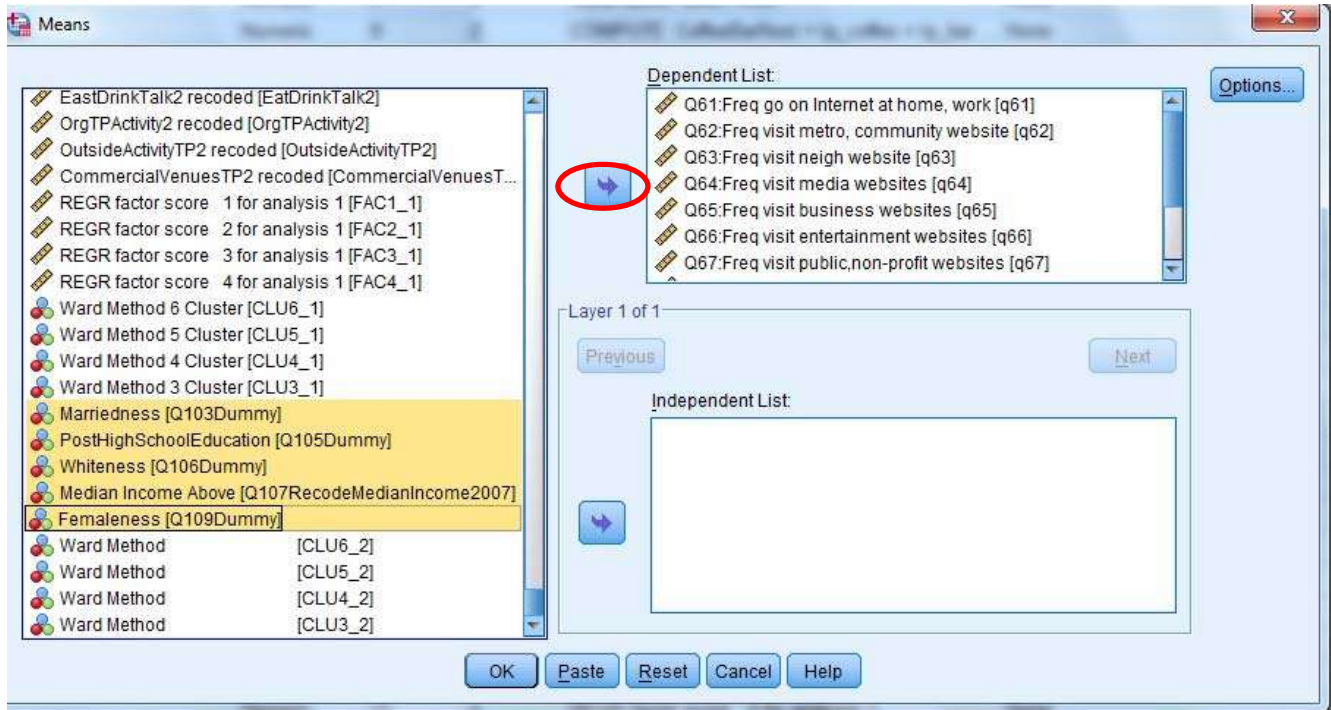 Means
EastDrinkTalk2 recoded [EatDrinkTalk2]
OrgTPActivity2 recoded [OrgTPActivity2]
OutsideActivityTP2 recoded [OutsideActivityTP2]
CommercialVenuesTP2 recoded [CommercialVenuesT...
REGR factor score 1 for analysis 1 [FAC1_1]
REGR factor score 2 for analysis 1 [FAC2_1]
REGR factor score 3 for analysis 1 [FAC3_1]
REGR factor score 4 for analysis 1 [FAC4_1]
Ward Method 6 Cluster [CLU6_1]
Ward Method 5 Cluster [CLU5_1]
Ward Method 4 Cluster [CLU4_1]
Ward Method 3 Cluster [CLU3_1]
Marriedness [Q103Dummy]
PostHighSchoolEducation [Q105Dummy]
Whiteness [Q106Dummy]
Median Income Above [Q107RecodeMedianIncome2007]
Femaleness [Q109Dummy]
Ward Method [CLU6_2]
Ward Method [CLU5_2]
Ward Method [CLU4_2]
Ward Method [CLU3_2]
Dependent List:
Q61:Freq go on Internet at home, work [q61]
Q62:Freq visit metro, community website [q62]
Q63:Freq visit neigh website [q63]
Q64:Freq visit media websites [q64]
Q65:Freq visit business websites [q65]
Q66:Freq visit entertainment websites [q66]
Q67:Freq visit public,non-profit websites [q67]
Options...
Layer 1 of 1
Previous
Next
Independent List:
OK
Paste
Reset
Cancel
Help